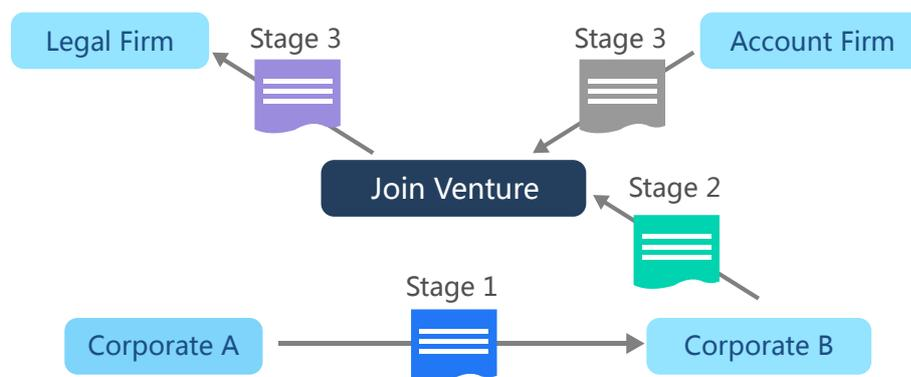 Legal Firm
Stage 3
Stage 3
Account Firm
Join Venture
Stage 2
Stage 1
Corporate A
Corporate B